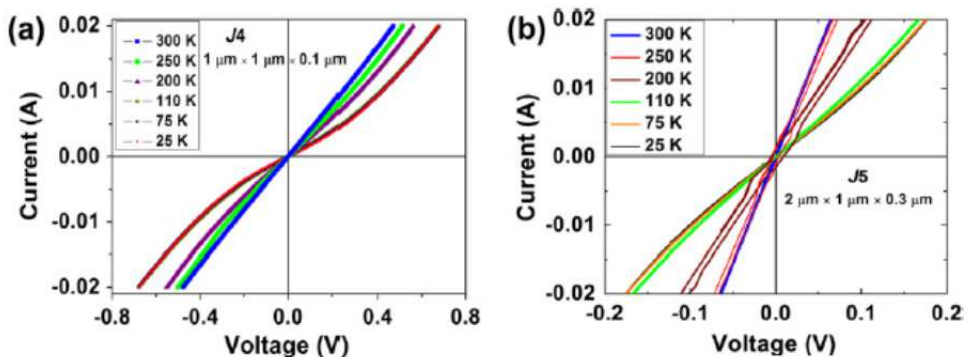 (a)
J4
1 μm × 1 μm × 0.1 μm
300 K
250 K
200 K
110 K
75 K
25 K
0.02
0.01
0.00
-0.01
-0.02
Current (A)
-0.8
-0.4
0.0
0.4
0.8
Voltage (V)
(b)
300 K
250 K
200 K
110 K
75 K
25 K
J5
2 μm × 1 μm × 0.3 μm
0.02
0.01
0.00
-0.01
-0.02
Current (A)
-0.2
-0.1
0.0
0.1
0.2
Voltage (V)